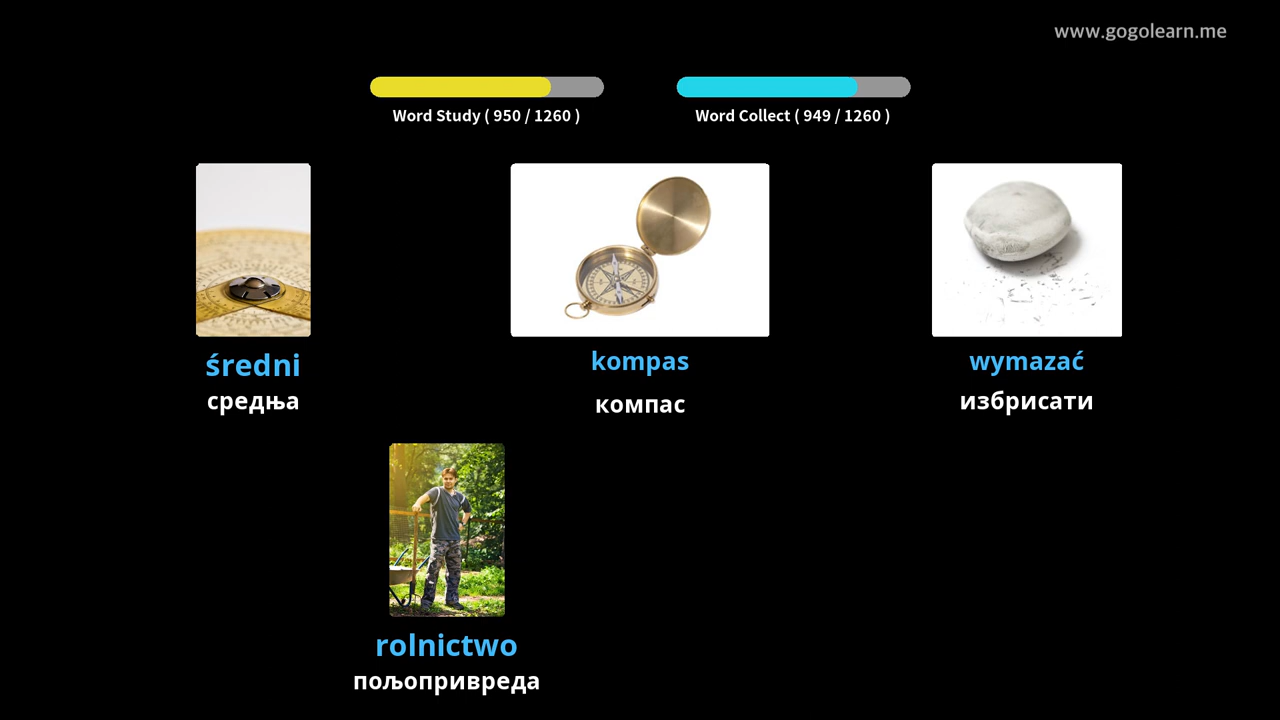 www.gogolearn.me
Word Study ( 950 / 1260 )
Word Collect ( 949 / 1260 )
średni
kompas
wymazać
средња
компас
избрисати
rolnictwo
пољопривреда